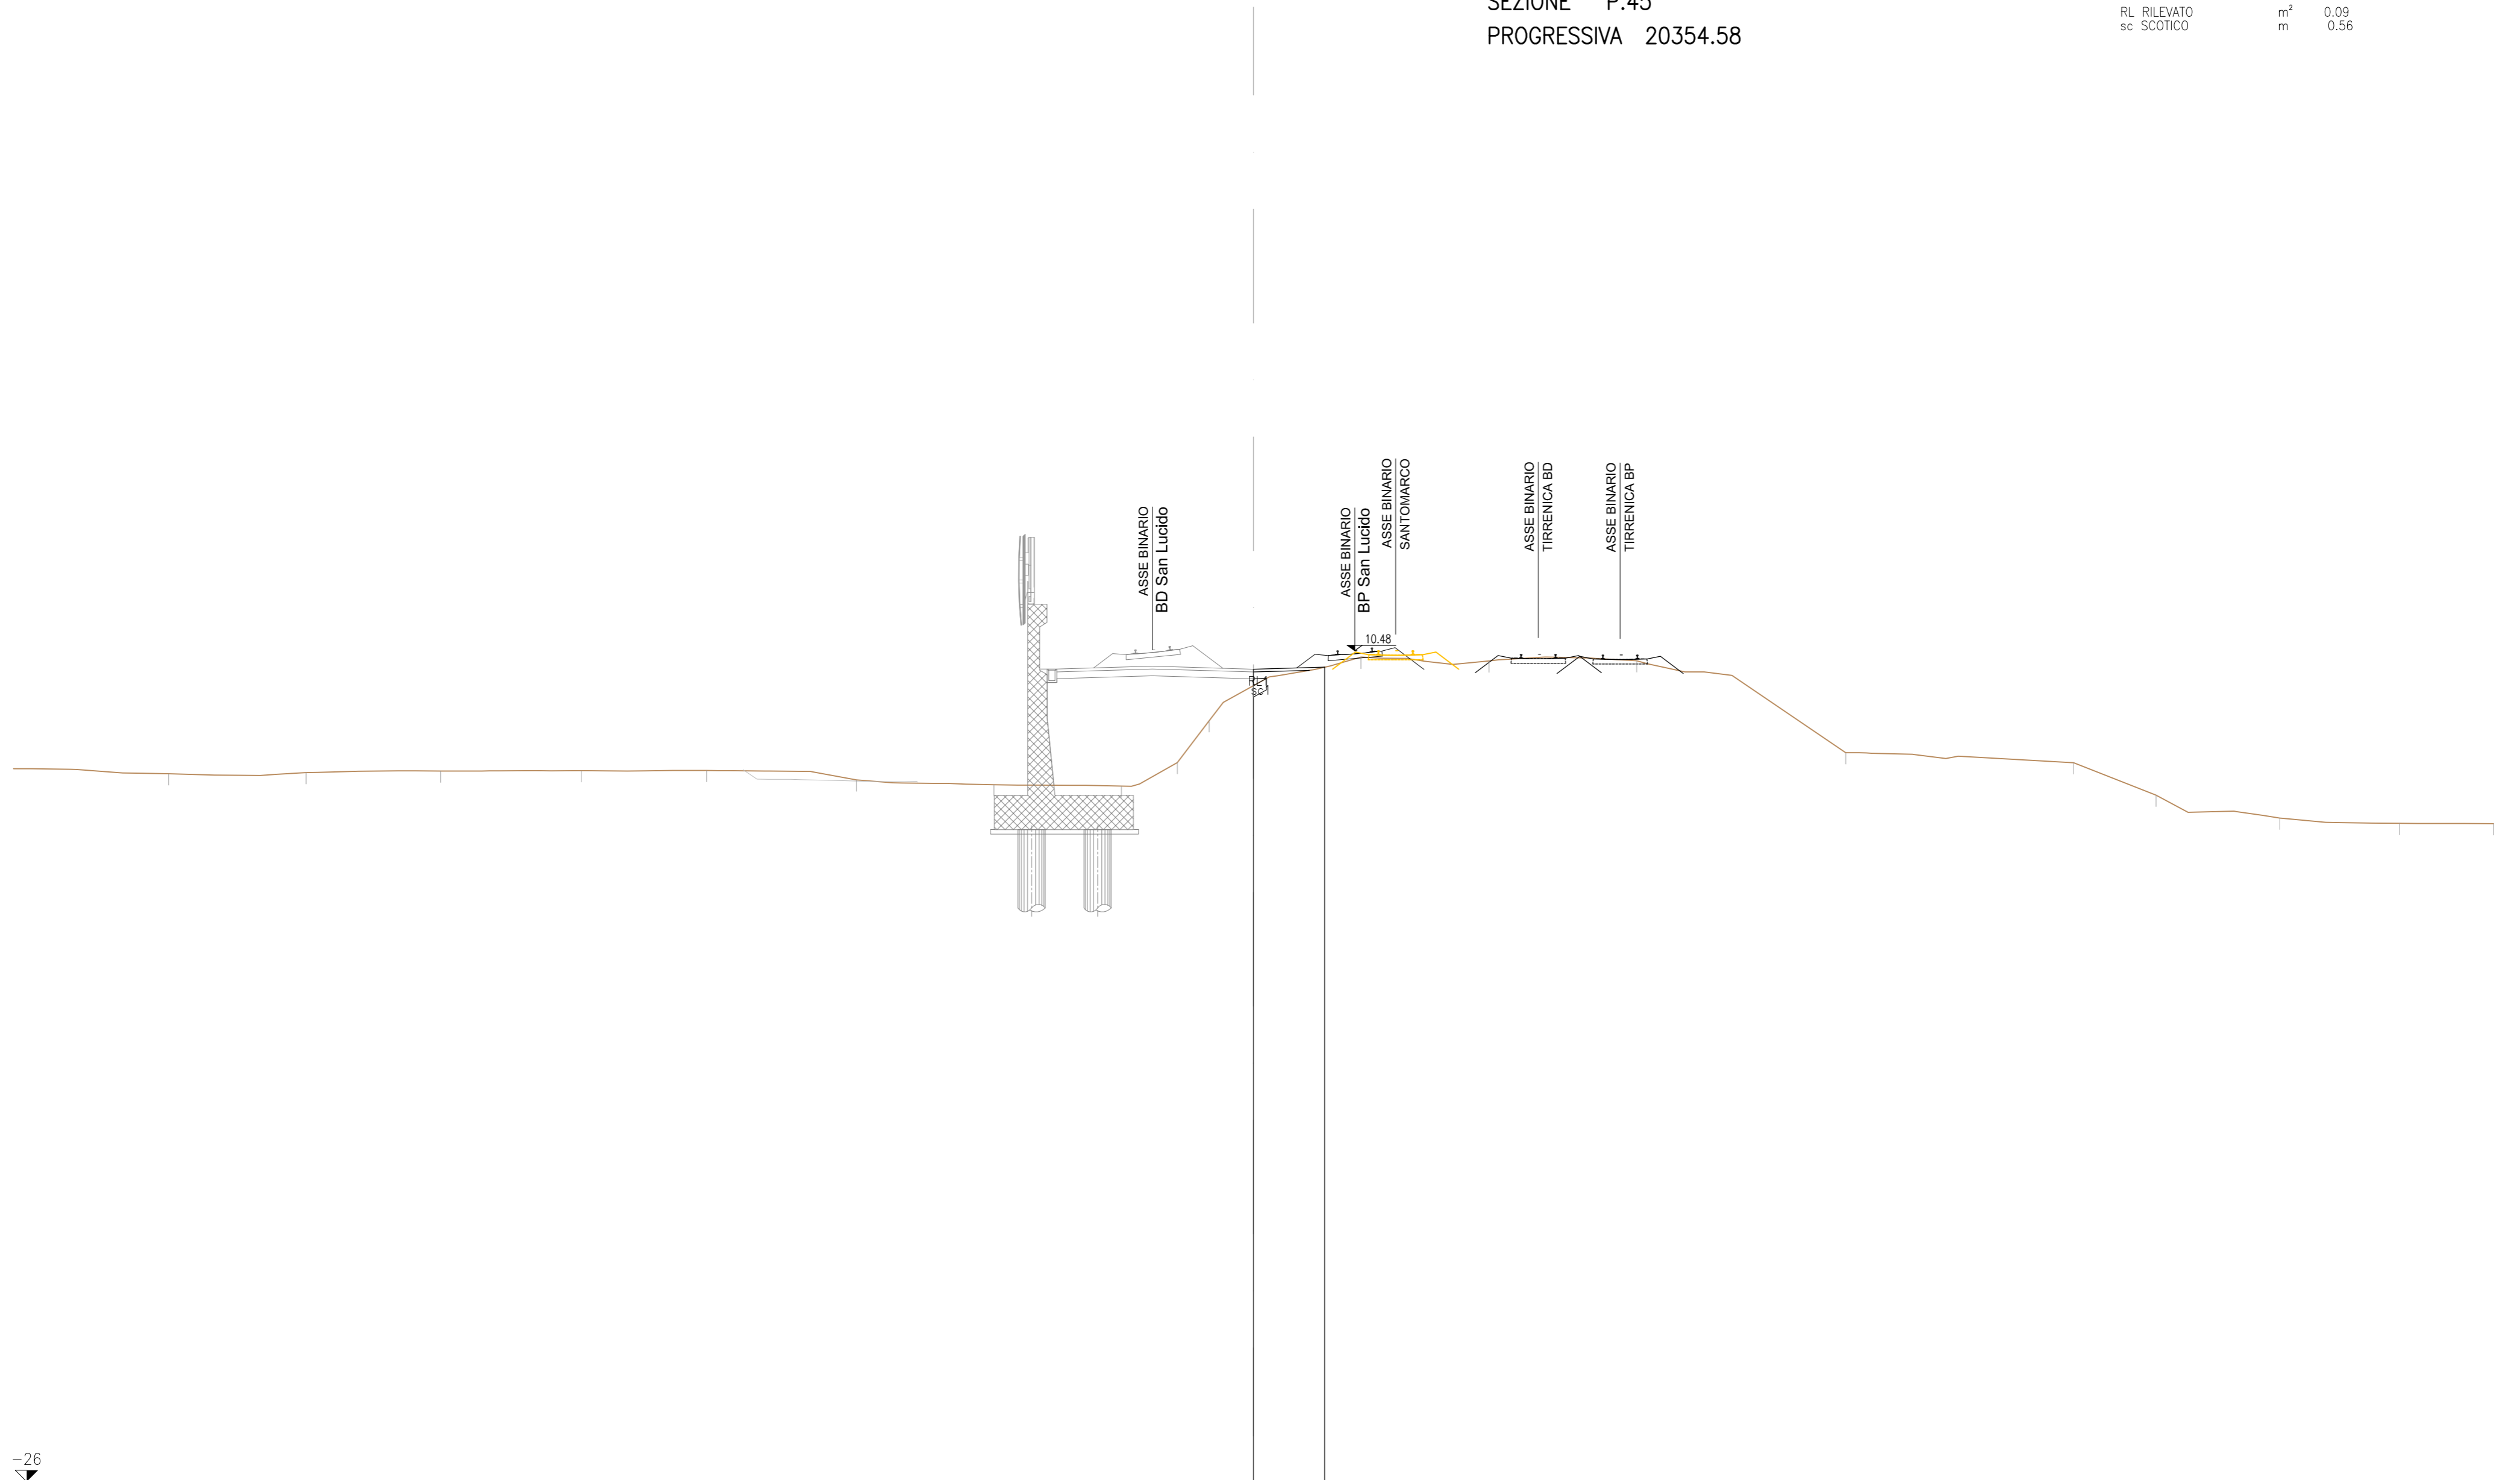 SEZIONE P.45
PROGRESSIVA 20354.58
RL RILEVATO m² 0.09
sc SCOTICO m 0.56
ASSE BINARIO
BD San Lucido
ASSE BINARIO
BP San Lucido
ASSE BINARIO
SANTOMARCO
ASSE BINARIO
TIRRENICA BD
ASSE BINARIO
TIRRENICA BP
10.48
RL1
sc1
-26